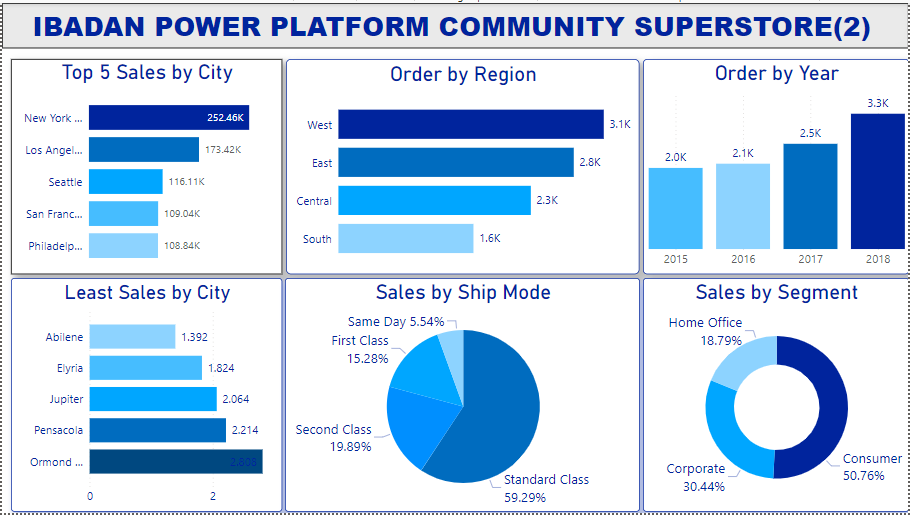 IBADAN POWER PLATFORM COMMUNITY SUPERSTORE(2)
Top 5 Sales by City
New York ...
252.46K
Los Angel...
173.42K
Seattle
116.11K
San Franc...
109.04K
Philadelp...
108.84K
Order by Region
West
3.1K
East
2.8K
Central
2.3K
South
1.6K
Order by Year
2.0K
2.1K
2.5K
3.3K
2015
2016
2017
2018
Least Sales by City
Abilene
1.392
Elyria
1.824
Jupiter
2.064
Pensacola
2.214
Ormond ...
0
2
Sales by Ship Mode
Same Day 5.54%
First Class
15.28%
Second Class
19.89%
Standard Class
59.29%
Sales by Segment
Home Office
18.79%
Corporate
30.44%
Consumer
50.76%